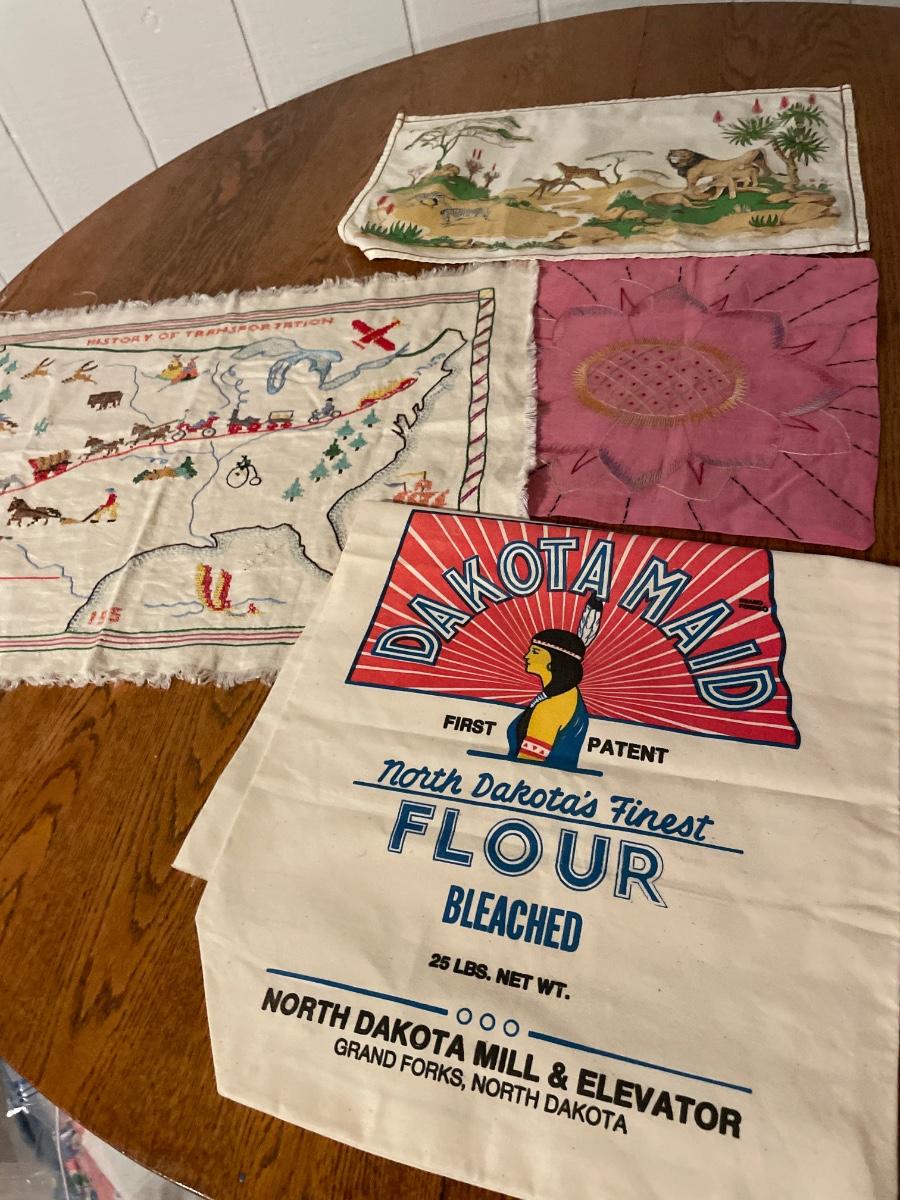 HISTORY OF TRANSPORTATION
DAKOTA MAID
FIRST PATENT
North Dakota's Finest
FLOUR
BLEACHED
25 LBS. NET WT.
NORTH DAKOTA MILL & ELEVATOR
GRAND FORKS, NORTH DAKOTA